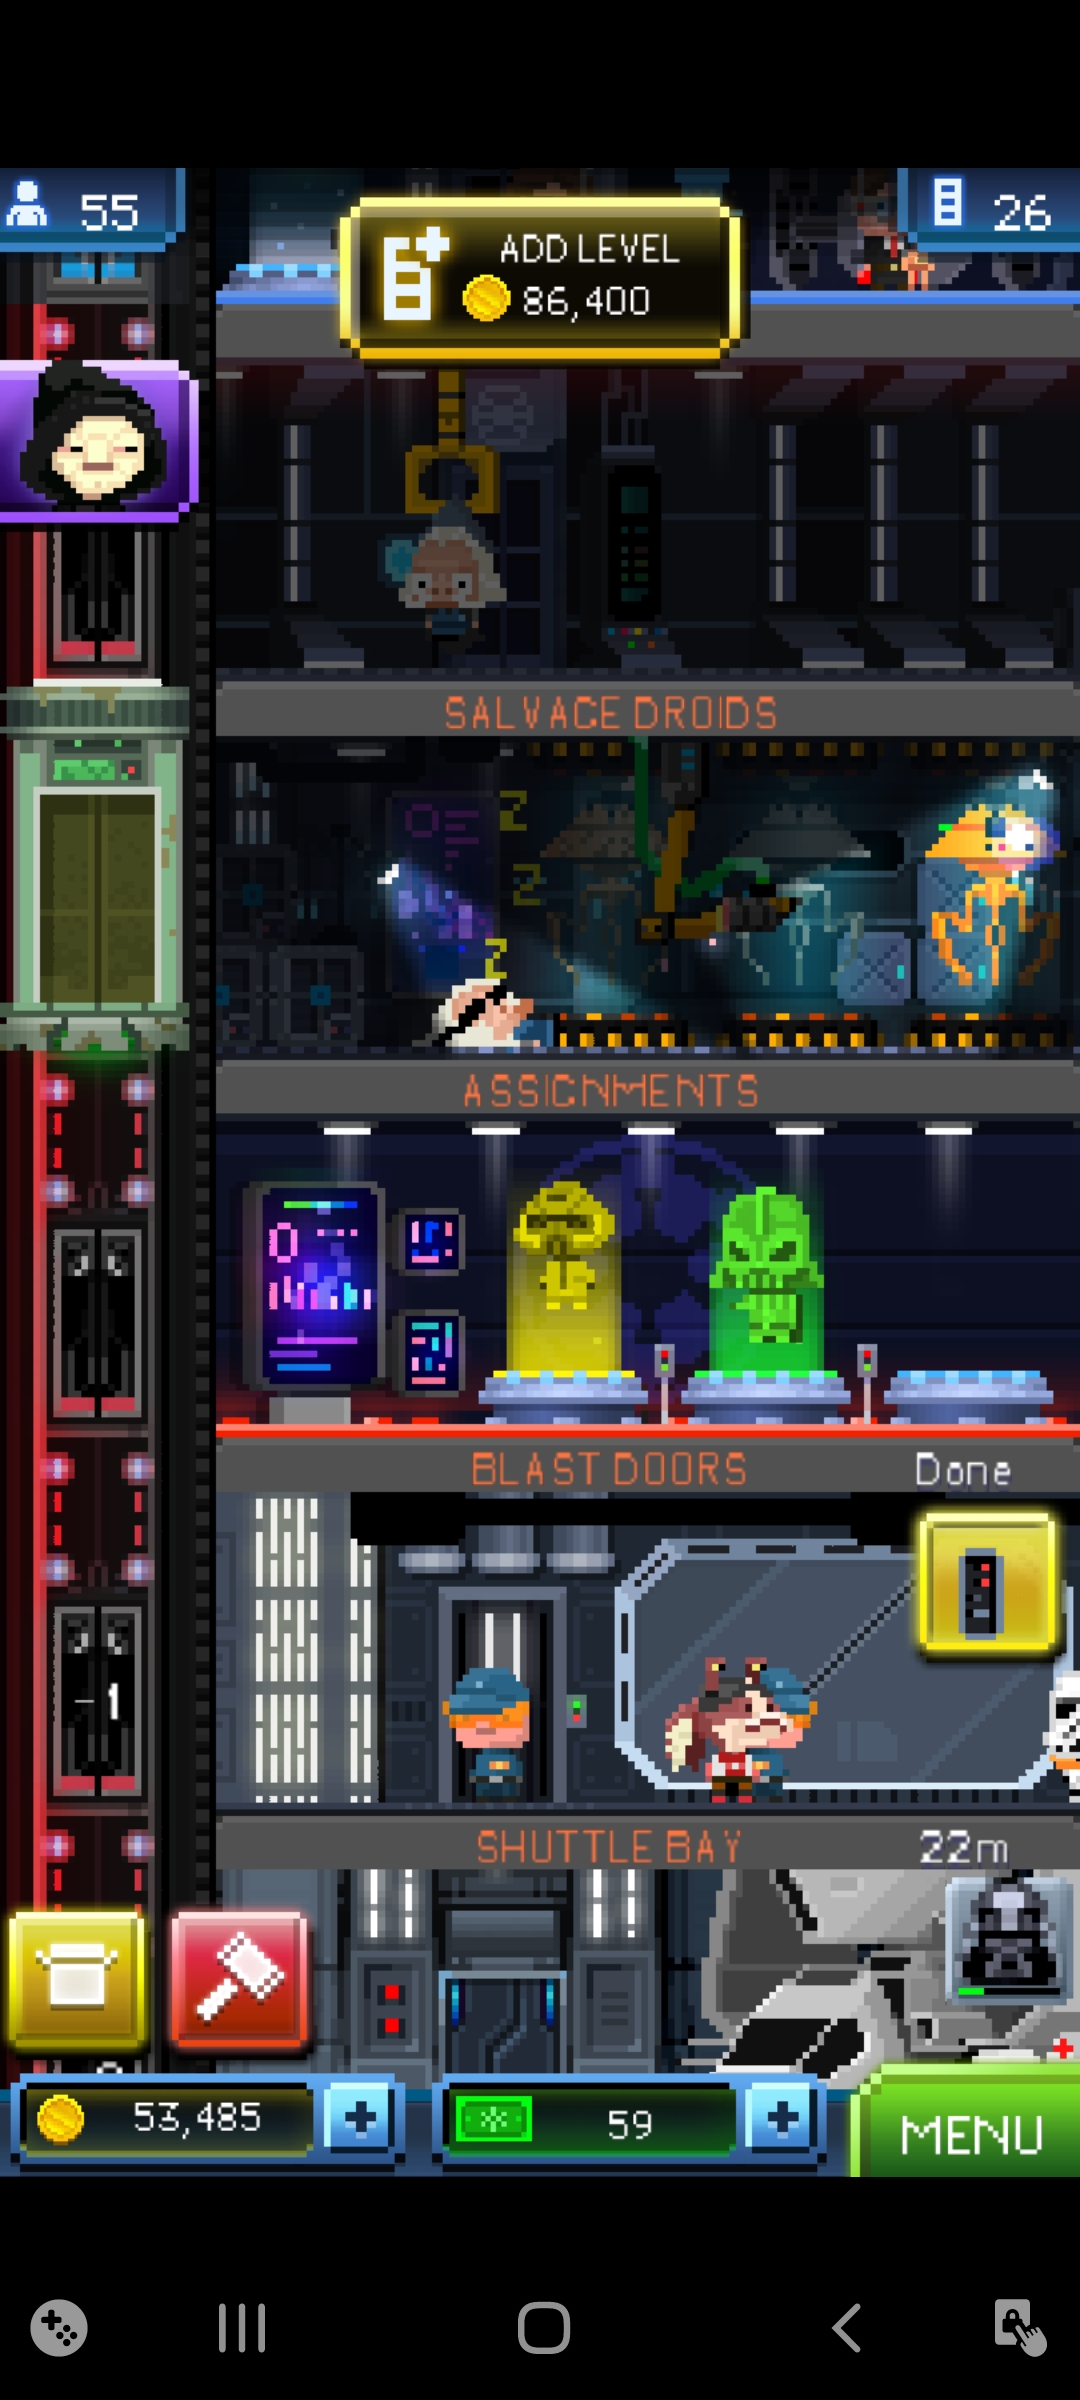 55
ADD LEVEL
86,400
26
SALVAGE DROIDS
Z
Z
Z
ASSIGNMENTS
BLAST DOORS
Done
-1
SHUTTLE BAY
22m
53,485
59
MENU